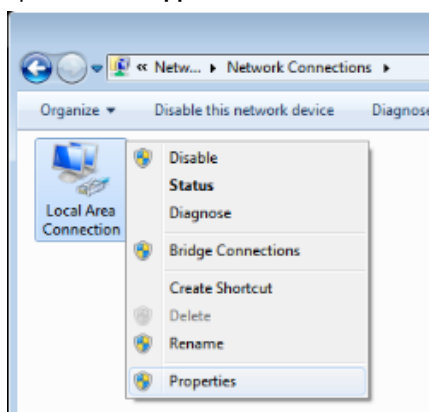 « Netw... ▸ Network Connections ▸
Organize ▾ Disable this network device Diagnose
Local Area
Connection
Disable
Status
Diagnose
Bridge Connections
Create Shortcut
Delete
Rename
Properties